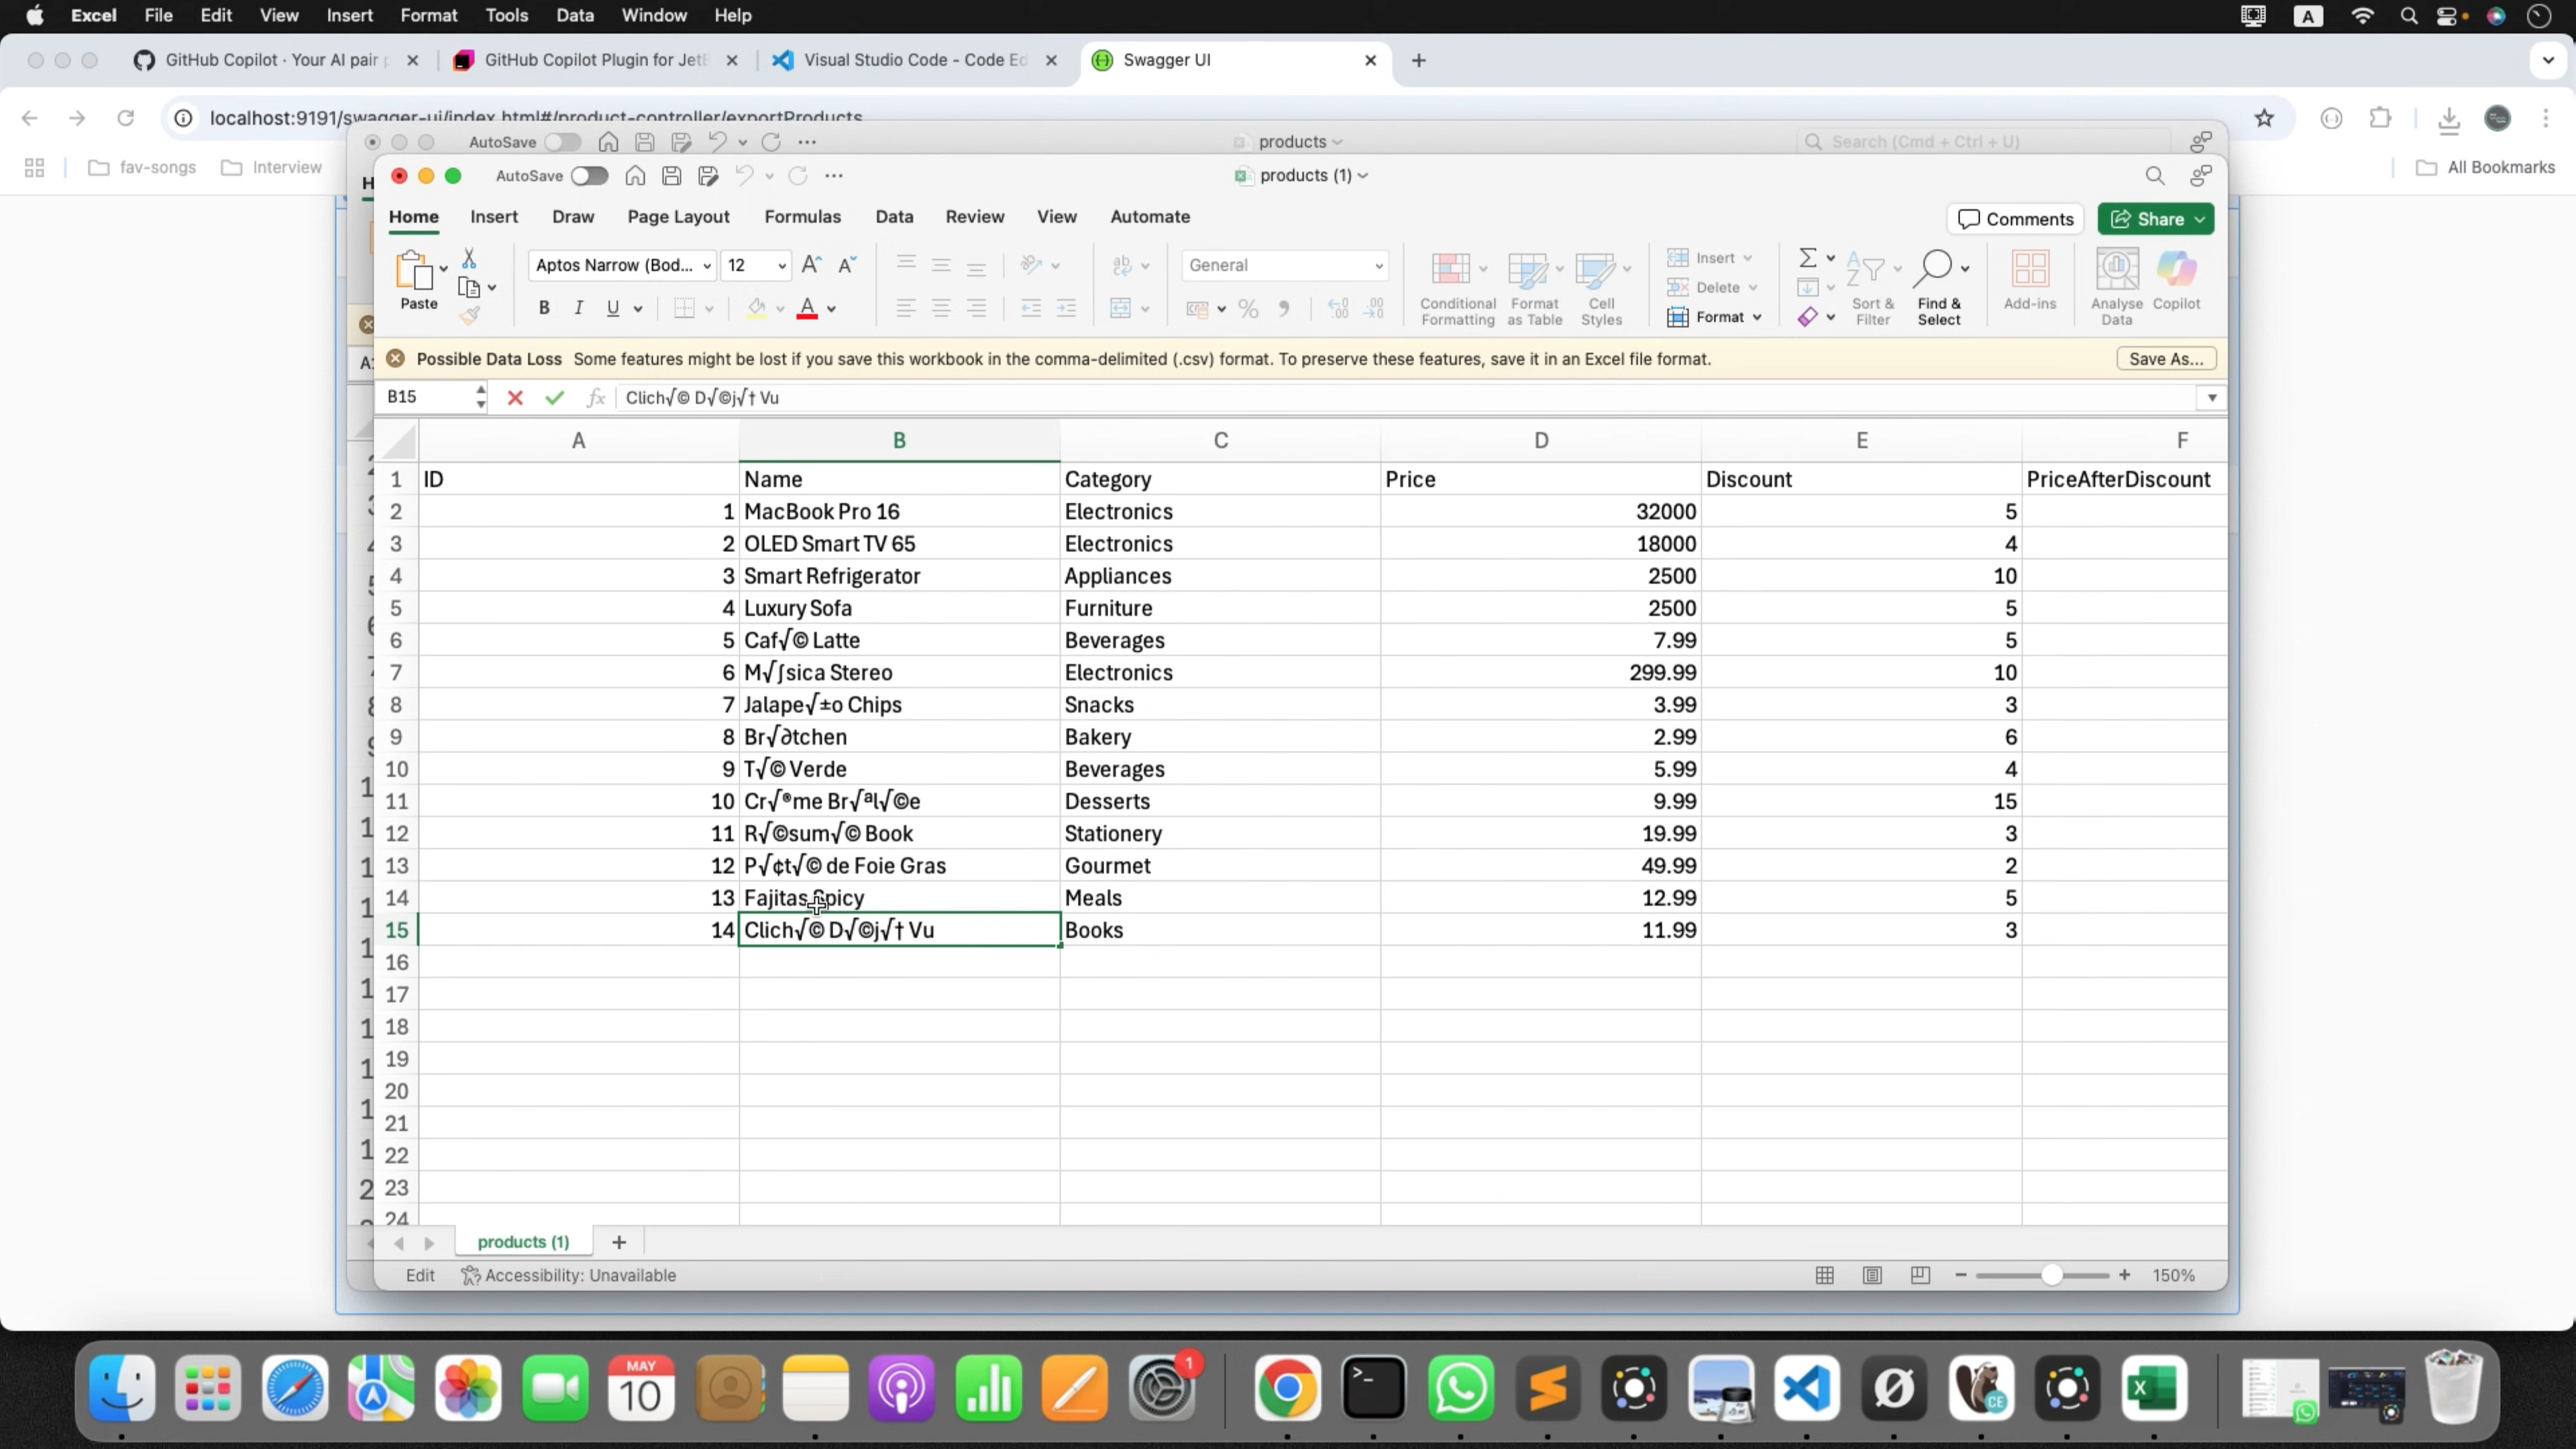 Excel File Edit View Insert Format Tools Data Window Help
GitHub Copilot · Your AI pair p GitHub Copilot Plugin for JetB Visual Studio Code - Code Ed Swagger UI
localhost:9191/swagger-ui/index.html#/product-controller/exportProducts
fav-songs Interview All Bookmarks
AutoSave products Search (Cmd + Ctrl + U)
AutoSave products (1)
Home Insert Draw Page Layout Formulas Data Review View Automate Comments Share
Paste Aptos Narrow (Bod... 12 General Conditional Formatting Format as Table Cell Styles Insert Delete Format Sort & Filter Find & Select Add-ins Analyse Data Copilot
Possible Data Loss Some features might be lost if you save this workbook in the comma-delimited (.csv) format. To preserve these features, save it in an Excel file format. Save As...
B15 fx Clich√© D√©j√† Vu
A B C D E F
1 ID Name Category Price Discount PriceAfterDiscount
2 1 MacBook Pro 16 Electronics 32000 5
3 2 OLED Smart TV 65 Electronics 18000 4
4 3 Smart Refrigerator Appliances 2500 10
5 4 Luxury Sofa Furniture 2500 5
6 5 Caf√© Latte Beverages 7.99 5
7 6 M√∫sica Stereo Electronics 299.99 10
8 7 Jalape√±o Chips Snacks 3.99 3
9 8 Br√∂tchen Bakery 2.99 6
10 9 T√© Verde Beverages 5.99 4
11 10 Cr√®me Br√ªl√©e Desserts 9.99 15
12 11 R√©sum√© Book Stationery 19.99 3
13 12 P√¢t√© de Foie Gras Gourmet 49.99 2
14 13 Fajitas Spicy Meals 12.99 5
15 14 Clich√© D√©j√† Vu Books 11.99 3
16
17
18
19
20
21
22
23
24
products (1)
Edit Accessibility: Unavailable 150%
MAY
10
1